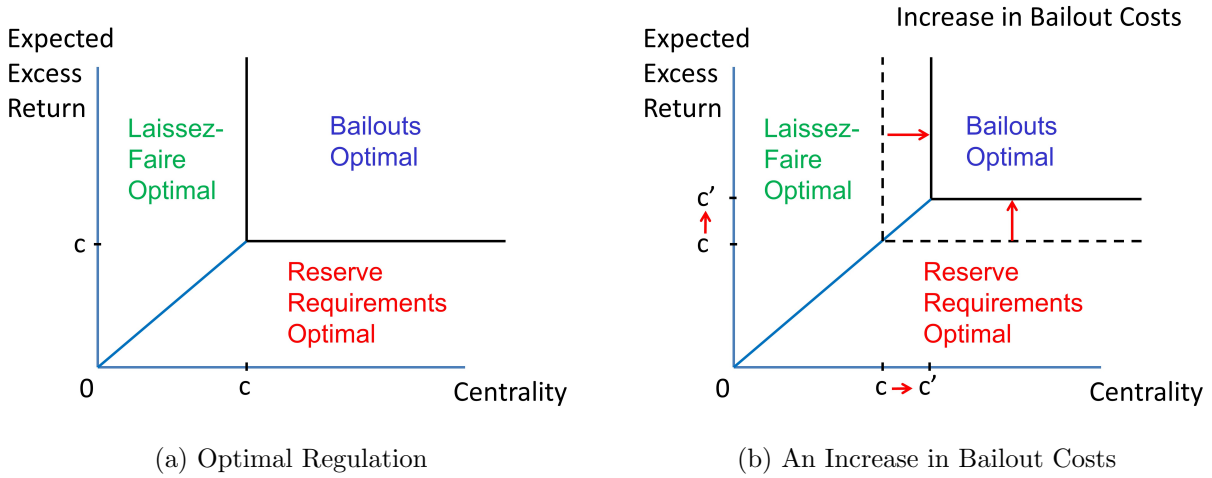 Expected
Excess
Return
Laissez-
Faire
Optimal
Bailouts
Optimal
c
Reserve
Requirements
Optimal
0
c
Centrality
(a) Optimal Regulation
Increase in Bailout Costs
Expected
Excess
Return
Laissez-
Faire
Optimal
Bailouts
Optimal
c’
c
Reserve
Requirements
Optimal
0
c
c’
Centrality
(b) An Increase in Bailout Costs